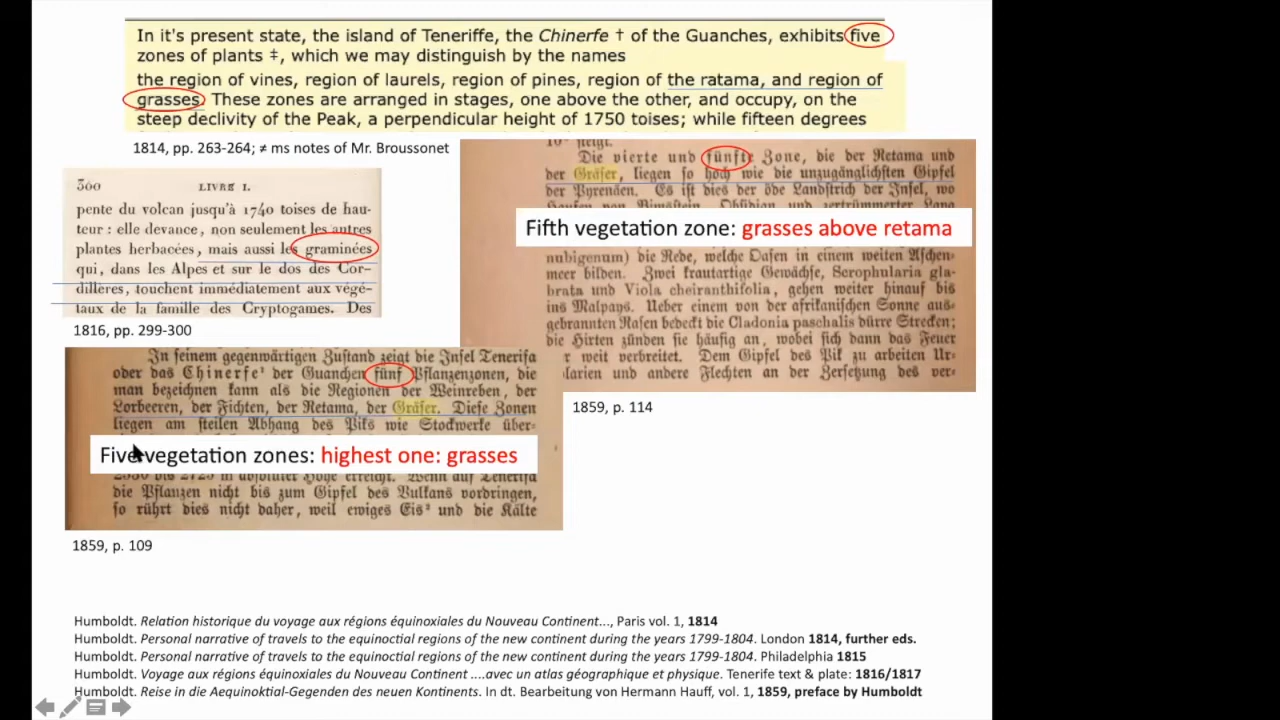 In it's present state, the island of Teneriffe, the Chinerfe † of the Guanches, exhibits five
zones of plants ‡, which we may distinguish by the names
the region of vines, region of laurels, region of pines, region of the ratama, and region of
grasses. These zones are arranged in stages, one above the other, and occupy, on the
steep declivity of the Peak, a perpendicular height of 1750 toises; while fifteen degrees
1814, pp. 263-264; ≠ ms notes of Mr. Broussonet
300 LIVRE I.
pente du volcan jusqu'à 1740 toises de hau-
teur : elle devance, non seulement les autres
plantes herbacées, mais aussi les graminées
qui, dans les Alpes et sur le dos des Cor-
dillères, touchent immédiatement aux végé-
taux de la famille des Cryptogames. Des
1816, pp. 299-300
Die vierte und fünfte Zone, die der Retama und
der Gräser, liegen so hoch wie die unzugänglichsten Gipfel
der Pyrenäen. Es ist dies der öde Landstrich der Insel, wo
Haufen von Bimsstein, Obsidian und zertrümmerter Lava
Fifth vegetation zone: grasses above retama
nubigenum) die Rede, welche Oasen in einem weiten Aschen-
meer bilden. Zwei krautartige Gewächse, Scrophularia gla-
brata und Viola cheiranthifolia, gehen weiter hinauf bis
ins Malpays. Ueber einem von der afrikanischen Sonne aus-
gebrannten Rasen bedeckt die Cladonia paschalis dürre Strecken;
die Hirten zünden sie häufig an, wobei sich dann das Feuer
r weit verbreitet. Dem Gipfel des Pik zu arbeiten Ur-
larien und andere Flechten an der Zersetzung des ver-
1859, p. 114
In seinem gegenwärtigen Zustand zeigt die Insel Tenerifa
oder das Chinerfe¹ der Guanchen fünf Pflanzenzonen, die
man bezeichnen kann als die Regionen der Weinreben, der
Lorbeeren, der Fichten, der Retama, der Gräser. Diese Zonen
liegen am steilen Abhang des Piks wie Stockwerke über-
Five vegetation zones: highest one: grasses
die Pflanzen nicht bis zum Gipfel des Vulkans vordringen,
so rührt dies nicht daher, weil ewiges Eis² und die Kälte
1859, p. 109
Humboldt. Relation historique du voyage aux régions équinoxiales du Nouveau Continent..., Paris vol. 1, 1814
Humboldt. Personal narrative of travels to the equinoctial regions of the new continent during the years 1799-1804. London 1814, further eds.
Humboldt. Personal narrative of travels to the equinoctial regions of the new continent during the years 1799-1804. Philadelphia 1815
Humboldt. Voyage aux régions équinoxiales du Nouveau Continent ....avec un atlas géographique et physique. Tenerife text & plate: 1816/1817
Humboldt. Reise in die Aequinoktial-Gegenden des neuen Kontinents. In dt. Bearbeitung von Hermann Hauff, vol. 1, 1859, preface by Humboldt